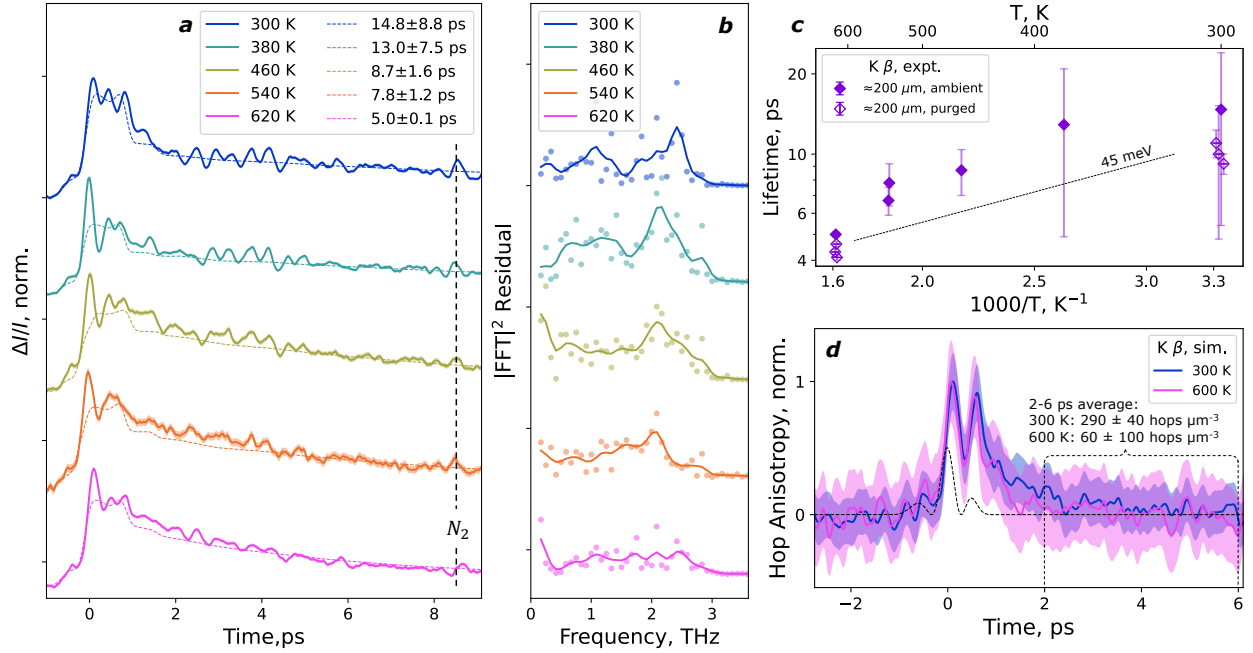 a
300 K
380 K
460 K
540 K
620 K
14.8±8.8 ps
13.0±7.5 ps
8.7±1.6 ps
7.8±1.2 ps
5.0±0.1 ps
ΔI/I, norm.
N₂
0
2
4
6
8
Time,ps
b
300 K
380 K
460 K
540 K
620 K
|FFT|² Residual
0
1
2
3
Frequency, THz
c
T, K
600
500
400
300
K β, expt.
≈200 μm, ambient
≈200 μm, purged
45 meV
Lifetime, ps
20
10
6
4
1.6
2.0
2.5
3.0
3.3
1000/T, K⁻¹
d
K β, sim.
300 K
600 K
2-6 ps average:
300 K: 290 ± 40 hops μm⁻³
600 K: 60 ± 100 hops μm⁻³
Hop Anisotropy, norm.
1
0
−2
0
2
4
6
Time, ps